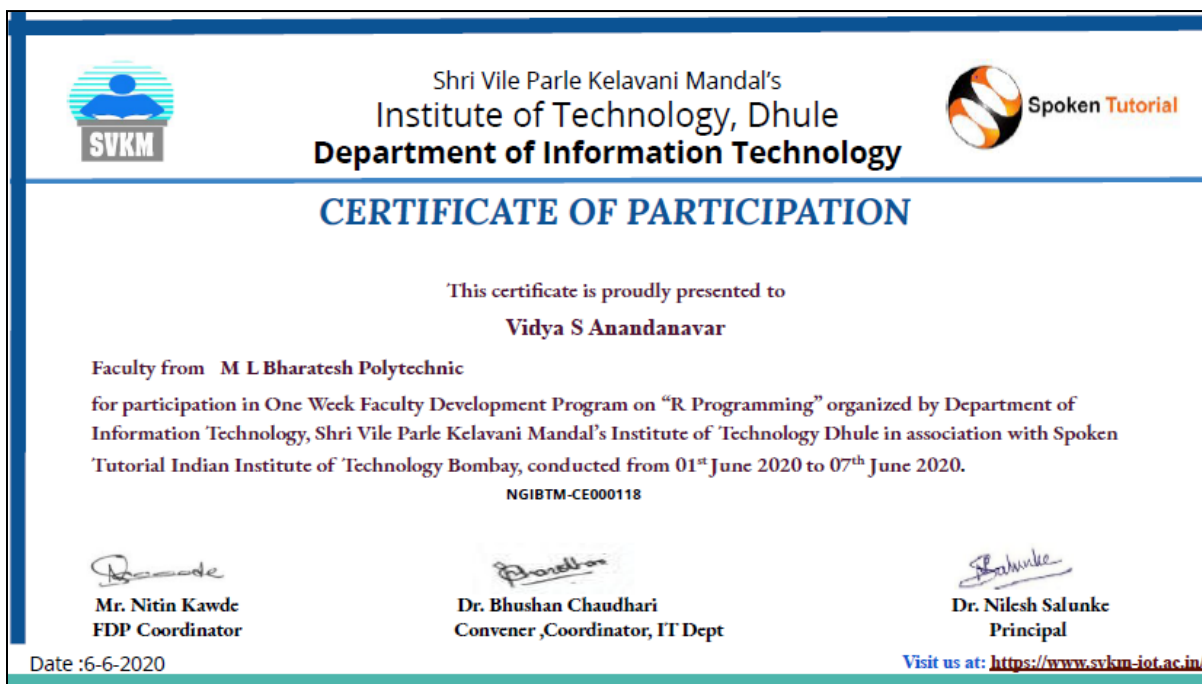 SVKM
Shri Vile Parle Kelavani Mandal's
Institute of Technology, Dhule
Department of Information Technology
Spoken Tutorial
CERTIFICATE OF PARTICIPATION
This certificate is proudly presented to
Vidya S Anandanavar
Faculty from M L Bharatesh Polytechnic
for participation in One Week Faculty Development Program on “R Programming” organized by Department of
Information Technology, Shri Vile Parle Kelavani Mandal's Institute of Technology Dhule in association with Spoken
Tutorial Indian Institute of Technology Bombay, conducted from 01st June 2020 to 07th June 2020.
NGIBTM-CE000118
Mr. Nitin Kawde
FDP Coordinator
Dr. Bhushan Chaudhari
Convener ,Coordinator, IT Dept
Dr. Nilesh Salunke
Principal
Date :6-6-2020
Visit us at: https://www.svkm-iot.ac.in/